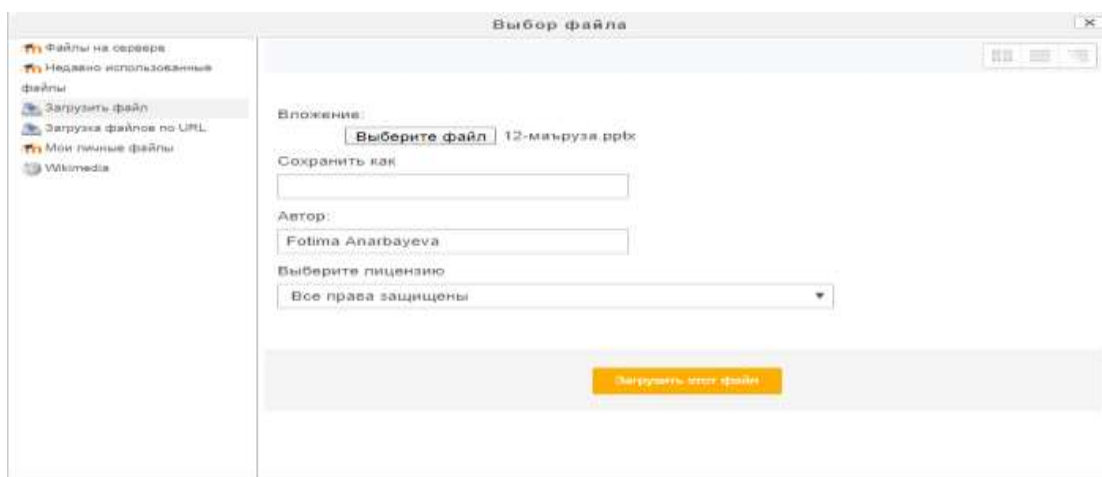 Выбор файла
Файлы на сервере
Недавно использованные
файлы
Загрузить файл
Загрузка файлов по URL
Мои личные файлы
Wikimedia
Вложение:
Выберите файл 12-маъруза.pptx
Сохранить как
Автор:
Fotima Anarbayeva
Выберите лицензию
Все права защищены
Загрузить этот файл